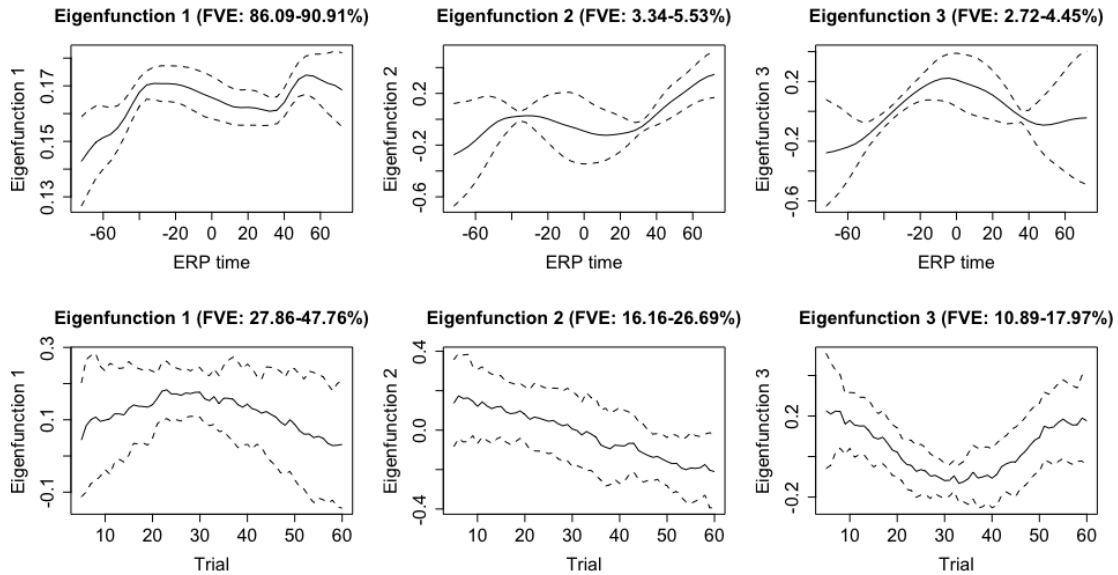 Eigenfunction 1 (FVE: 86.09-90.91%)
Eigenfunction 1
0.13 0.15 0.17
-60 -20 0 20 40 60
ERP time
Eigenfunction 2 (FVE: 3.34-5.53%)
Eigenfunction 2
-0.6 -0.2 0.2
-60 -20 0 20 40 60
ERP time
Eigenfunction 3 (FVE: 2.72-4.45%)
Eigenfunction 3
-0.6 -0.2 0.2
-60 -20 0 20 40 60
ERP time
Eigenfunction 1 (FVE: 27.86-47.76%)
Eigenfunction 1
-0.1 0.1 0.3
10 20 30 40 50 60
Trial
Eigenfunction 2 (FVE: 16.16-26.69%)
Eigenfunction 2
-0.4 0.0 0.4
10 20 30 40 50 60
Trial
Eigenfunction 3 (FVE: 10.89-17.97%)
Eigenfunction 3
-0.2 0.2
10 20 30 40 50 60
Trial